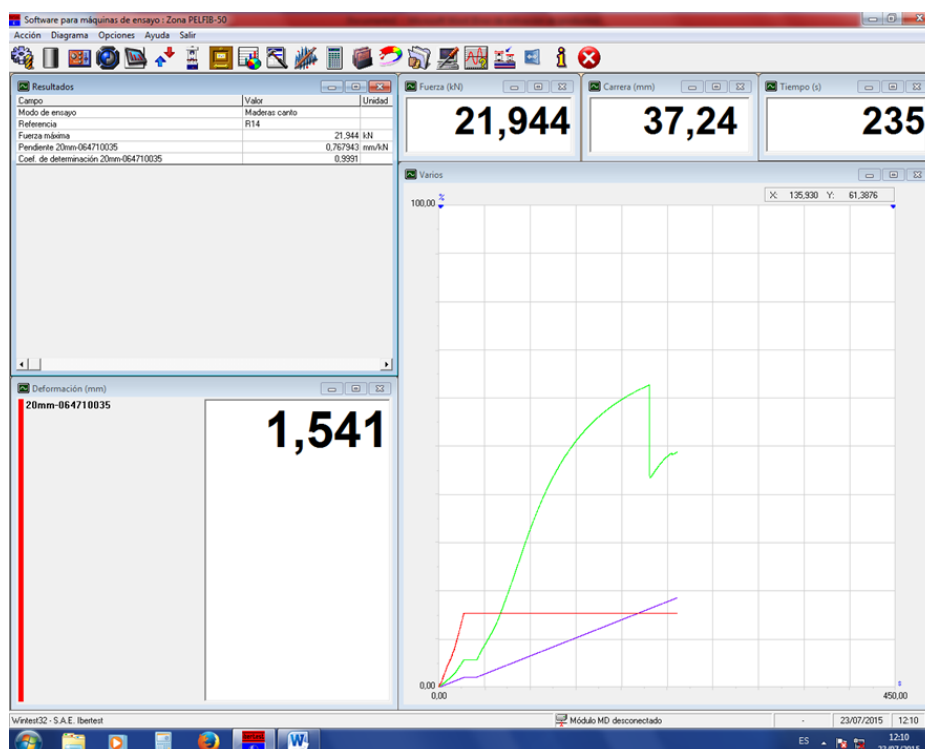 Software para máquinas de ensayo : Zona PELFIB-50
Acción Diagrama Opciones Ayuda Salir
Resultados
Campo Valor Unidad
Modo de ensayo Maderas canto
Referencia R14
Fuerza máxima 21,944 kN
Pendiente 20mm-064710035 0,767943 mm/kN
Coef. de determinación 20mm-064710035 0,9991
Fuerza (kN)
21,944
Carrera (mm)
37,24
Tiempo (s)
235
Varios
X: 135,930 Y: 61,3876
100,00 %
0,00
0,00 450,00
s
Deformación (mm)
20mm-064710035
1,541
Wintest32 - S.A.E. Ibertest Módulo MD desconectado - 23/07/2015 12:10
ES 12:10